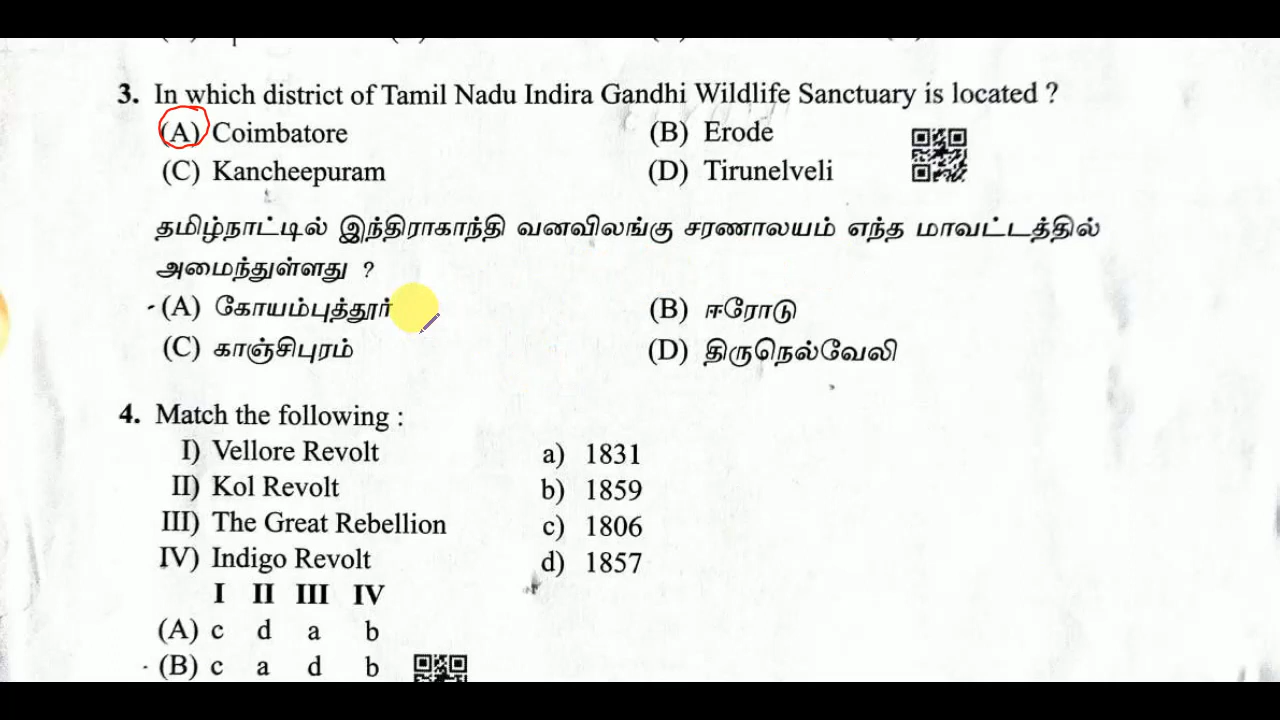 3. In which district of Tamil Nadu Indira Gandhi Wildlife Sanctuary is located ?
(A) Coimbatore (B) Erode
(C) Kancheepuram (D) Tirunelveli
தமிழ்நாட்டில் இந்திராகாந்தி வனவிலங்கு சரணாலயம் எந்த மாவட்டத்தில்
அமைந்துள்ளது ?
(A) கோயம்புத்தூர் (B) ஈரோடு
(C) காஞ்சிபுரம் (D) திருநெல்வேலி
4. Match the following :
I) Vellore Revolt a) 1831
II) Kol Revolt b) 1859
III) The Great Rebellion c) 1806
IV) Indigo Revolt d) 1857
I II III IV
(A) c d a b
(B) c a d b